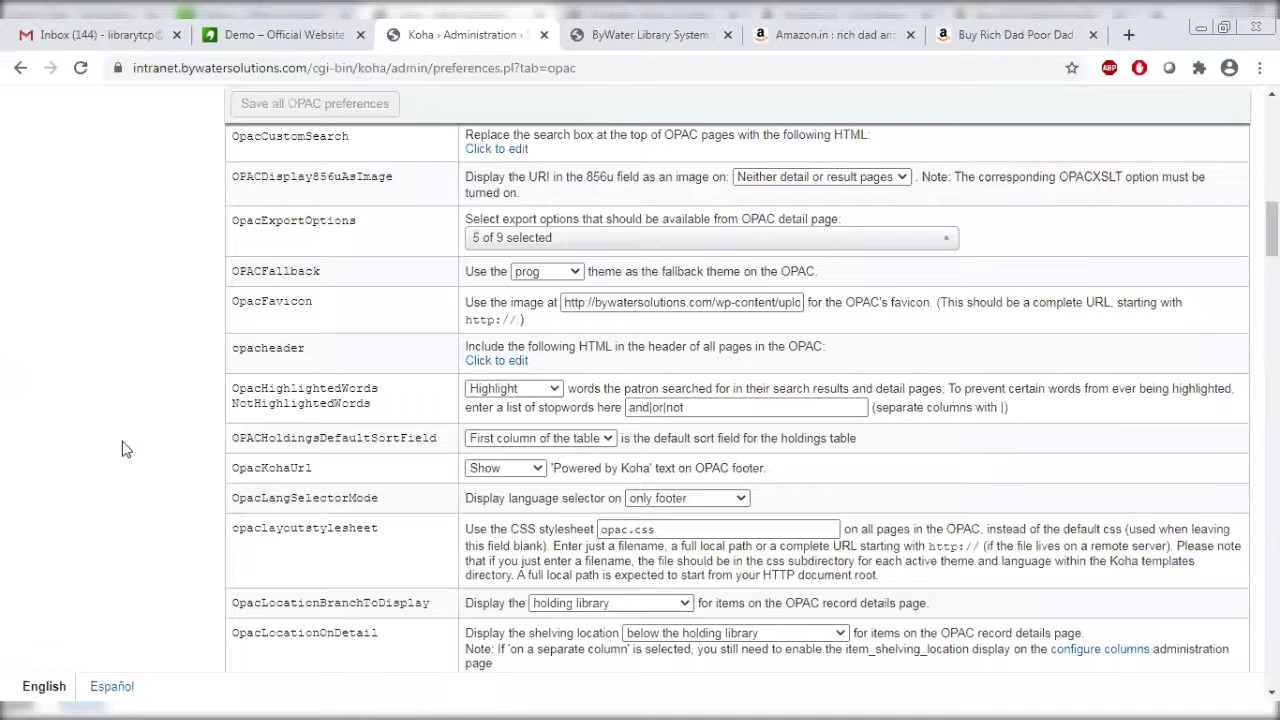 Inbox (144) - librarytcp@
Demo – Official Website
Koha › Administration › S
ByWater Library System
Amazon.in : rich dad an
Buy Rich Dad Poor Dad
intranet.bywatersolutions.com/cgi-bin/koha/admin/preferences.pl?tab=opac
ABP
Save all OPAC preferences
OpacCustomSearch
Replace the search box at the top of OPAC pages with the following HTML:
Click to edit
OPACDisplay856uAsImage
Display the URI in the 856u field as an image on: Neither detail or result pages . Note: The corresponding OPACXSLT option must be
turned on.
OpacExportOptions
Select export options that should be available from OPAC detail page:
5 of 9 selected
OPACFallback
Use the prog theme as the fallback theme on the OPAC.
OpacFavicon
Use the image at http://bywatersolutions.com/wp-content/uplc for the OPAC's favicon. (This should be a complete URL, starting with
http://.)
opacheader
Include the following HTML in the header of all pages in the OPAC:
Click to edit
OpacHighlightedWords
NotHighlightedWords
Highlight words the patron searched for in their search results and detail pages; To prevent certain words from ever being highlighted,
enter a list of stopwords here and|or|not (separate columns with |)
OPACHoldingsDefaultSortField
First column of the table is the default sort field for the holdings table
OpacKohaUrl
Show 'Powered by Koha' text on OPAC footer.
OpacLangSelectorMode
Display language selector on only footer
opaclayoutstylesheet
Use the CSS stylesheet opac.css on all pages in the OPAC, instead of the default css (used when leaving
this field blank). Enter just a filename, a full local path or a complete URL starting with http:// (if the file lives on a remote server). Please note
that if you just enter a filename, the file should be in the css subdirectory for each active theme and language within the Koha templates
directory. A full local path is expected to start from your HTTP document root.
OpacLocationBranchToDisplay
Display the holding library for items on the OPAC record details page.
OpacLocationOnDetail
Display the shelving location below the holding library for items on the OPAC record details page.
Note: If 'on a separate column' is selected, you still need to enable the item_shelving_location display on the configure columns administration
page
English
Español